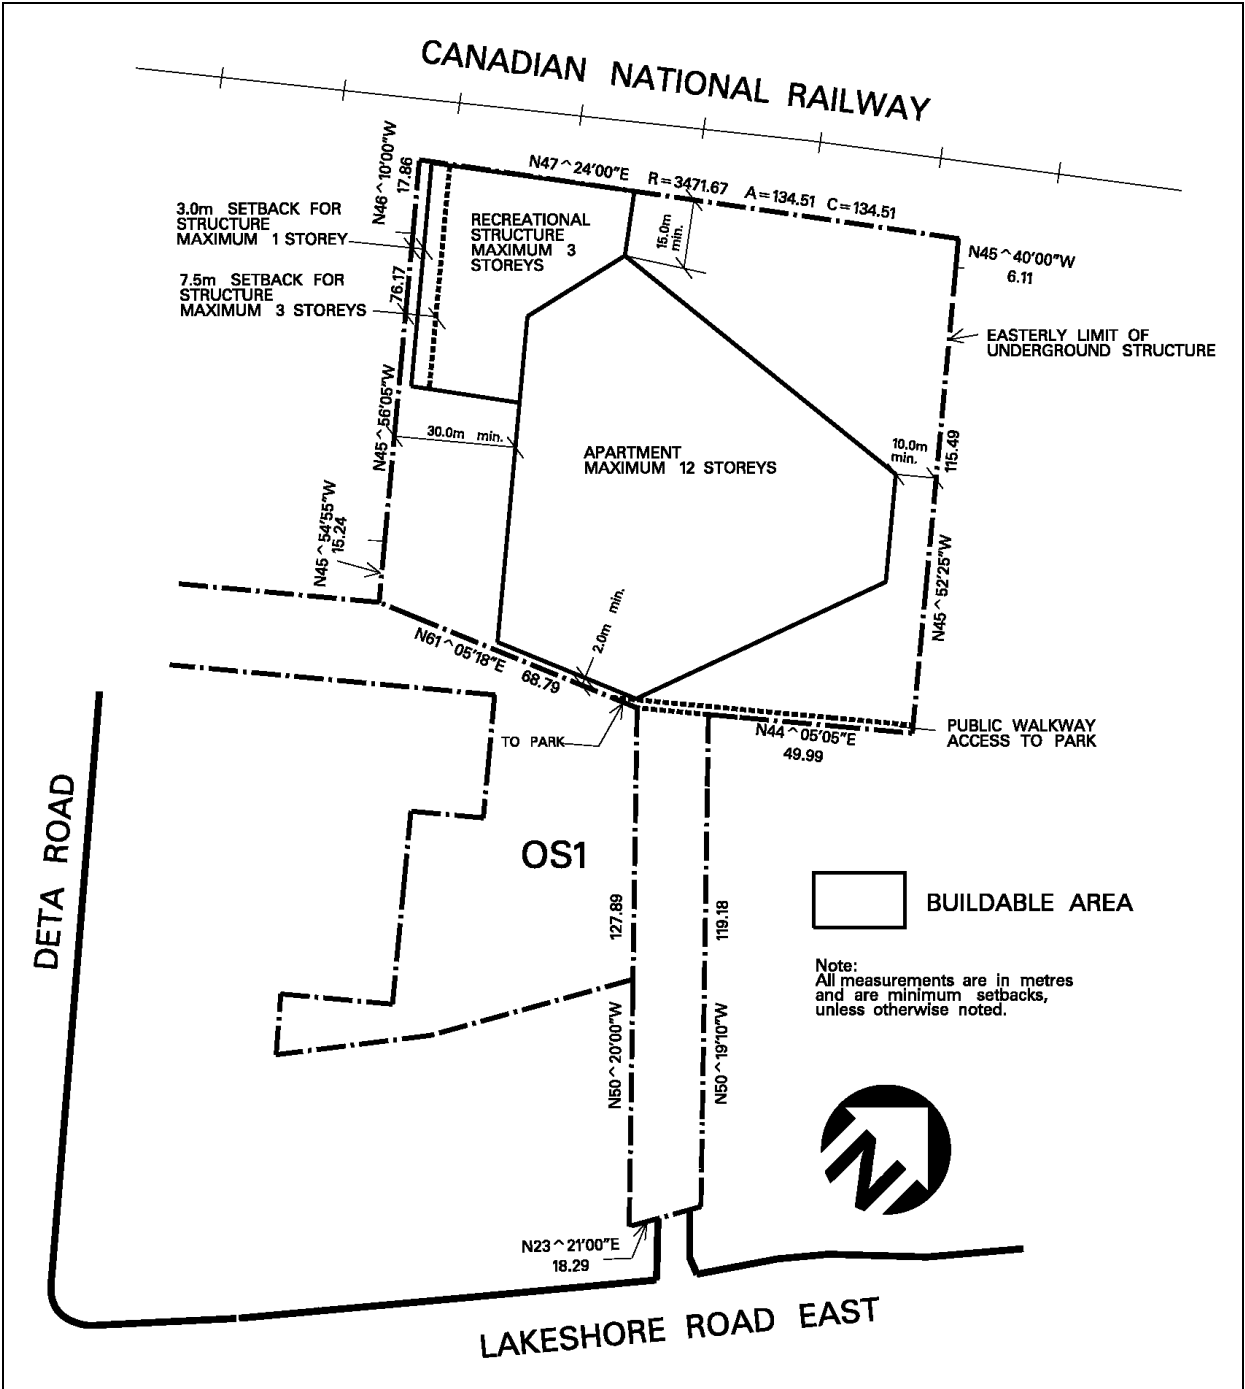 CANADIAN NATIONAL RAILWAY
N46^10'00"W
17.86
N47^24'00"E R=3471.67 A=134.51 C=134.51
3.0m SETBACK FOR
STRUCTURE
MAXIMUM 1 STOREY
RECREATIONAL
STRUCTURE
MAXIMUM 3
STOREYS
15.0m
min.
N45^40'00"W
6.11
7.5m SETBACK FOR
STRUCTURE
MAXIMUM 3 STOREYS
76.17
N45^56'05"W
EASTERLY LIMIT OF
UNDERGROUND STRUCTURE
30.0m min.
APARTMENT
MAXIMUM 12 STOREYS
10.0m
min.
115.49
N45^52'25"W
N45^54'55"W
15.24
2.0m min.
N61^05'18"E
68.79
TO PARK
N44^05'05"E
49.99
PUBLIC WALKWAY
ACCESS TO PARK
DETA ROAD
OS1
127.89
N50^20'00"W
119.18
N50^19'10"W
BUILDABLE AREA
Note:
All measurements are in metres
and are minimum setbacks,
unless otherwise noted.
N
N23^21'00"E
18.29
LAKESHORE ROAD EAST